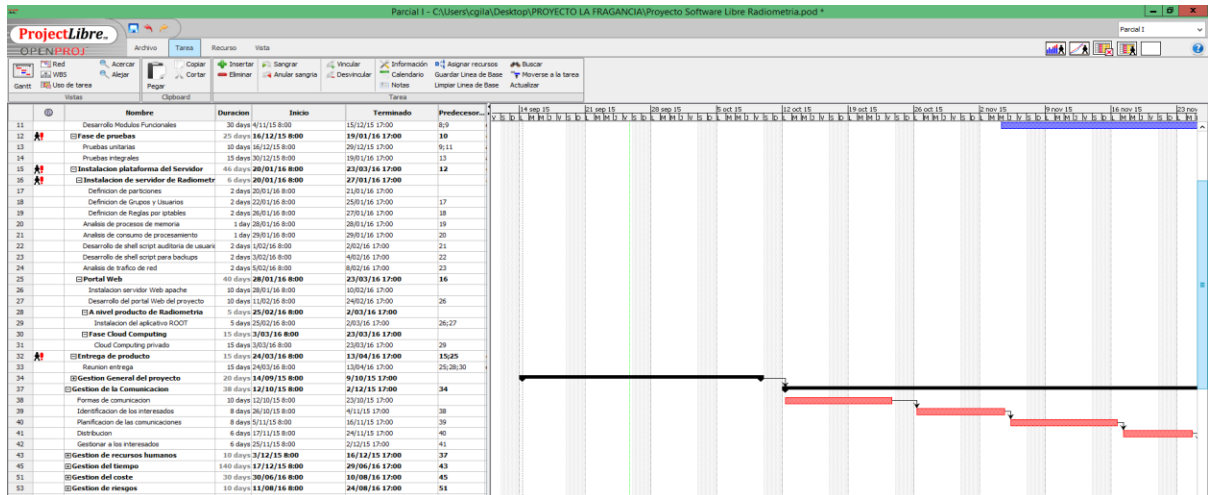 Parcial I - C:\Users\cgila\Desktop\PROYECTO LA FRAGANCIA\Proyecto Software Libre Radiometria.pod *
ProjectLibre
OPENPROJ
Archivo Tarea Recurso Vista
Parcial I
Red Acercar Copiar Insertar Sangrar Vincular Información Asignar recursos Buscar
WBS Alejar Cortar Eliminar Anular sangria Desvincular Calendario Guardar Linea de Base Moverse a la tarea
Gantt Uso de tarea Pegar Notas Limpiar Linea de Base Actualizar
Vistas Clipboard Tarea
Nombre Duracion Inicio Terminado Predecesor...
14 sep 15 21 sep 15 28 sep 15 5 oct 15 12 oct 15 19 oct 15 26 oct 15 2 nov 15 9 nov 15 16 nov 15 23 nov
11 Desarrollo Modulos Funcionales 30 days 4/11/15 8:00 15/12/15 17:00 8;9
12 Fase de pruebas 25 days 16/12/15 8:00 19/01/16 17:00 10
13 Pruebas unitarias 10 days 16/12/15 8:00 29/12/15 17:00 9;11
14 Pruebas integrales 15 days 30/12/15 8:00 19/01/16 17:00 13
15 Instalacion plataforma del Servidor 46 days 20/01/16 8:00 23/03/16 17:00 12
16 Instalacion de servidor de Radiometr 6 days 20/01/16 8:00 27/01/16 17:00
17 Definicion de particiones 2 days 20/01/16 8:00 21/01/16 17:00
18 Definicion de Grupos y Usuarios 2 days 22/01/16 8:00 25/01/16 17:00 17
19 Definicion de Reglas por iptables 2 days 26/01/16 8:00 27/01/16 17:00 18
20 Analisis de procesos de memoria 1 day 28/01/16 8:00 28/01/16 17:00 19
21 Analisis de consumo de procesamiento 1 day 29/01/16 8:00 29/01/16 17:00 20
22 Desarrollo de shell script auditoria de usuari 2 days 1/02/16 8:00 2/02/16 17:00 21
23 Desarrollo de shell script para backups 2 days 3/02/16 8:00 4/02/16 17:00 22
24 Analisis de trafico de red 2 days 5/02/16 8:00 8/02/16 17:00 23
25 Portal Web 40 days 28/01/16 8:00 23/03/16 17:00 16
26 Instalacion servidor Web apache 10 days 28/01/16 8:00 10/02/16 17:00
27 Desarrollo del portal Web del proyecto 10 days 11/02/16 8:00 24/02/16 17:00 26
28 A nivel producto de Radiometria 5 days 25/02/16 8:00 2/03/16 17:00
29 Instalacion del aplicativo ROOT 5 days 25/02/16 8:00 2/03/16 17:00 26;27
30 Fase Cloud Computing 15 days 3/03/16 8:00 23/03/16 17:00
31 Cloud Computing privado 15 days 3/03/16 8:00 23/03/16 17:00 29
32 Entrega de producto 15 days 24/03/16 8:00 13/04/16 17:00 15;25
33 Reunion entrega 15 days 24/03/16 8:00 13/04/16 17:00 25;28;30
34 Gestion General del proyecto 20 days 14/09/15 8:00 9/10/15 17:00
37 Gestion de la Comunicacion 38 days 12/10/15 8:00 2/12/15 17:00 34
38 Formas de comunicacion 10 days 12/10/15 8:00 23/10/15 17:00
39 Identificacion de los interesados 8 days 26/10/15 8:00 4/11/15 17:00 38
40 Planificacion de las comunicaciones 8 days 5/11/15 8:00 16/11/15 17:00 39
41 Distribucion 6 days 17/11/15 8:00 24/11/15 17:00 40
42 Gestionar a los interesados 6 days 25/11/15 8:00 2/12/15 17:00 41
43 Gestion de recursos humanos 10 days 3/12/15 8:00 16/12/15 17:00 37
45 Gestion del tiempo 140 days 17/12/15 8:00 29/06/16 17:00 43
51 Gestion del coste 30 days 30/06/16 8:00 10/08/16 17:00 45
53 Gestion de riesgos 10 days 11/08/16 8:00 24/08/16 17:00 51